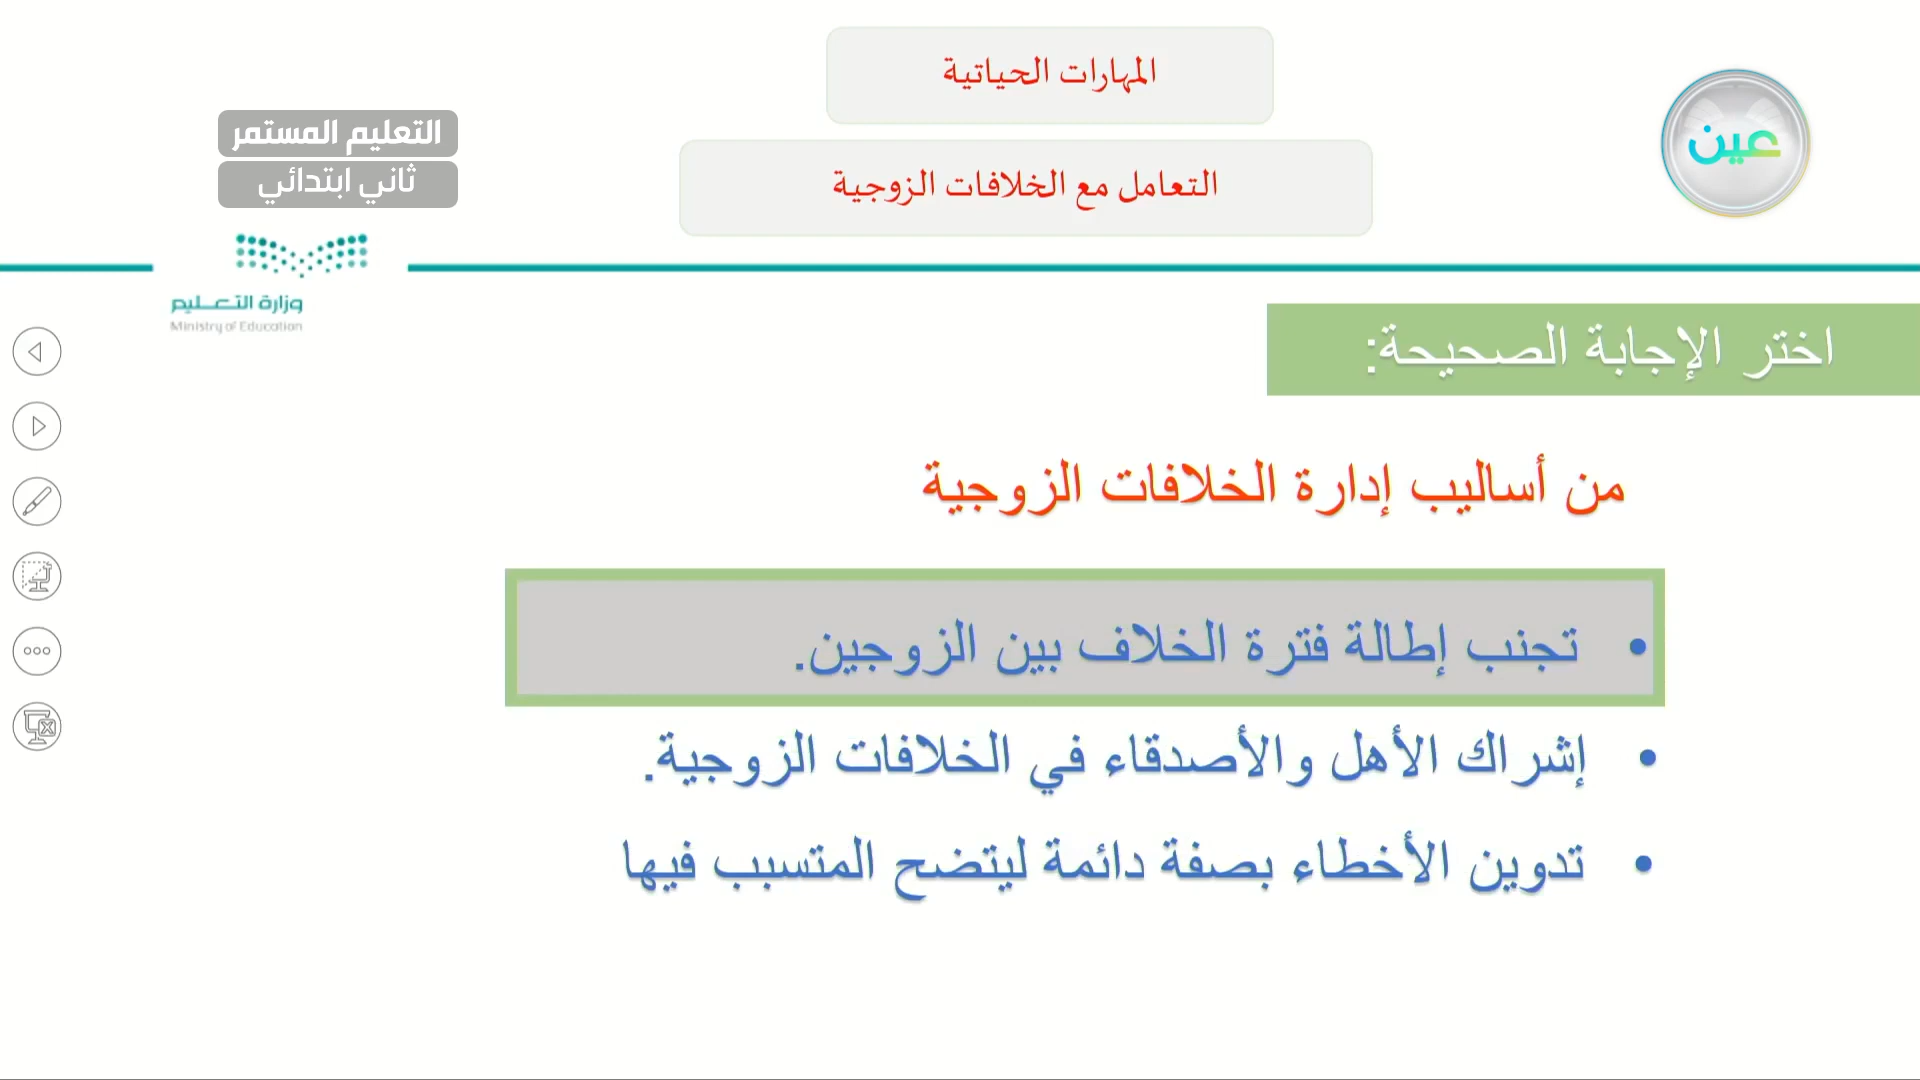 المهارات الحياتية
التعامل مع الخلافات الزوجية
عين
التعليم المستمر
ثاني ابتدائي
وزارة التعليم
Ministry of Education
اختر الإجابة الصحيحة:
من أساليب إدارة الخلافات الزوجية
• تجنب إطالة فترة الخلاف بين الزوجين.
• إشراك الأهل والأصدقاء في الخلافات الزوجية.
• تدوين الأخطاء بصفة دائمة ليتضح المتسبب فيها